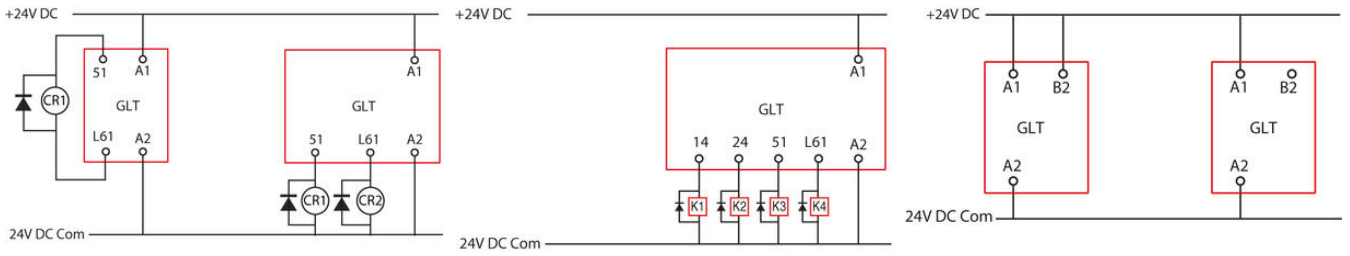 +24V DC
51 A1
CR1
GLT
L61 A2
A1
GLT
51 L61 A2
CR1 CR2
24V DC Com
+24V DC
A1
GLT
14 24 51 L61 A2
K1 K2 K3 K4
24V DC Com
+24V DC
A1 B2
GLT
A2
A1 B2
GLT
A2
24V DC Com